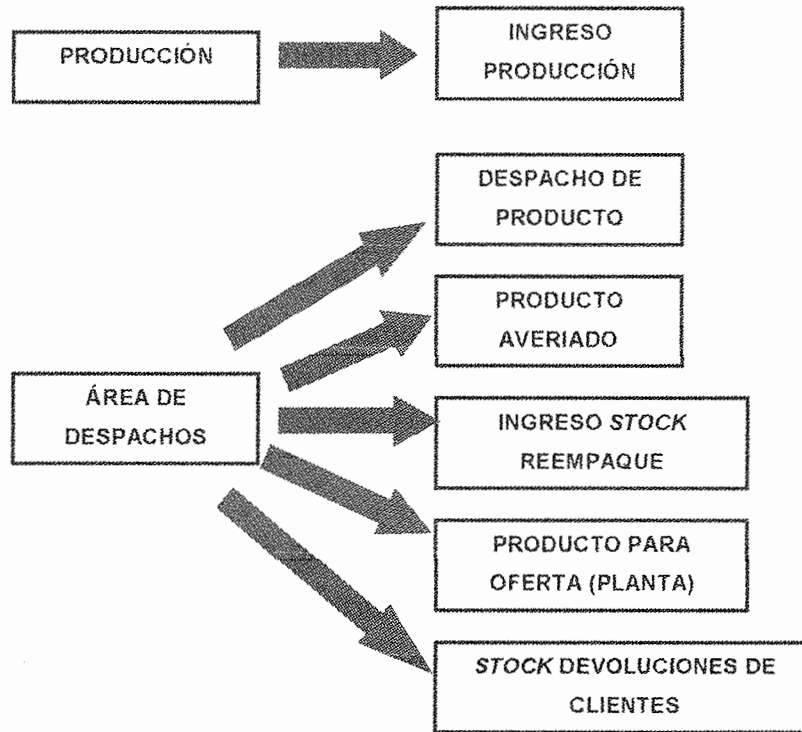 PRODUCCIÓN
INGRESO
PRODUCCIÓN
DESPACHO DE
PRODUCTO
PRODUCTO
AVERIADO
ÁREA DE
DESPACHOS
INGRESO STOCK
REEMPAQUE
PRODUCTO PARA
OFERTA (PLANTA)
STOCK DEVOLUCIONES DE
CLIENTES